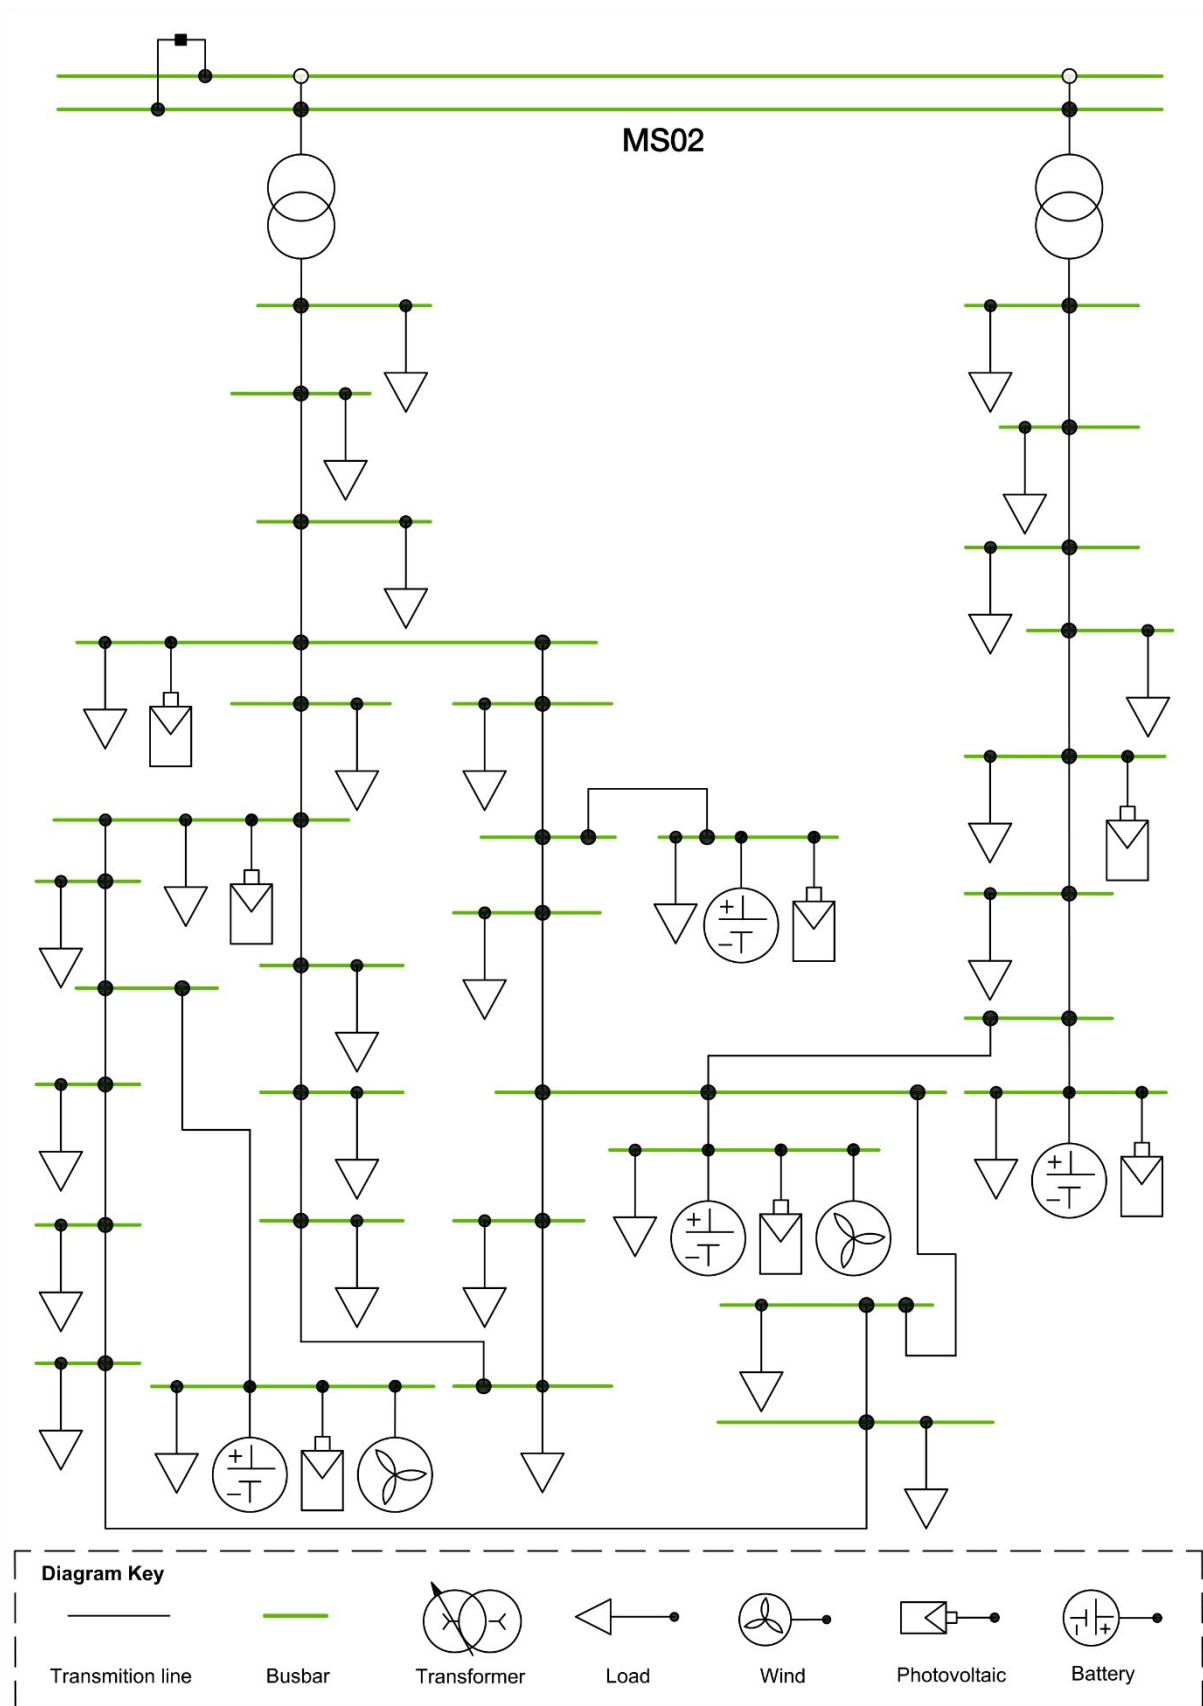 MS02
Diagram Key
Transmition line Busbar Transformer Load Wind Photovoltaic Battery